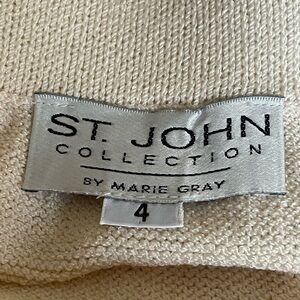 ST. JOHN
COLLECTION
BY MARIE GRAY
4